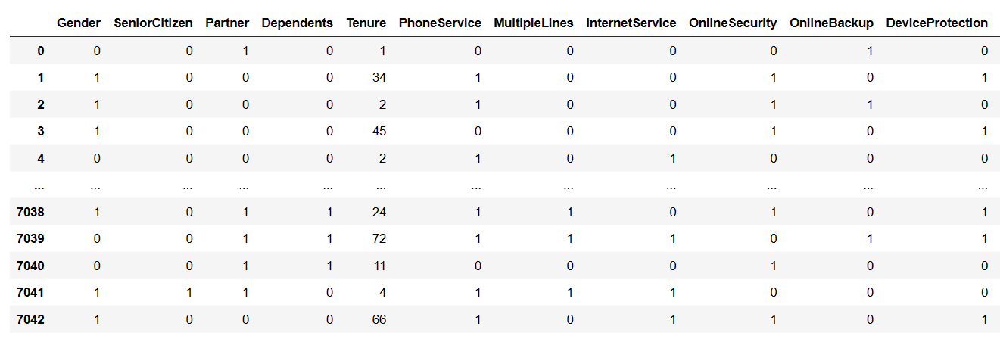 Gender SeniorCitizen Partner Dependents Tenure PhoneService MultipleLines InternetService OnlineSecurity OnlineBackup DeviceProtection
0 0 0 1 0 1 0 0 0 0 1 0
1 1 0 0 0 34 1 0 0 1 0 1
2 1 0 0 0 2 1 0 0 1 1 0
3 1 0 0 0 45 0 0 0 1 0 1
4 0 0 0 0 2 1 0 1 0 0 0
... ... ... ... ... ... ... ... ... ... ... ...
7038 1 0 1 1 24 1 1 0 1 0 1
7039 0 0 1 1 72 1 1 1 0 1 1
7040 0 0 1 1 11 0 0 0 1 0 0
7041 1 1 1 0 4 1 1 1 0 0 0
7042 1 0 0 0 66 1 0 1 1 0 1